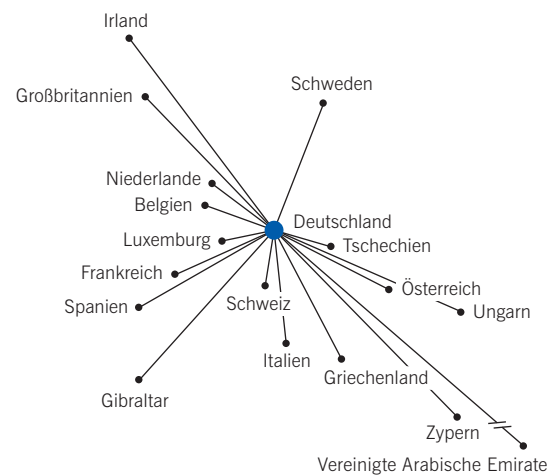 Irland
Großbritannien
Schweden
Niederlande
Belgien
Deutschland
Luxemburg
Tschechien
Frankreich
Spanien
Schweiz
Österreich
Ungarn
Italien
Griechenland
Gibraltar
Zypern
Vereinigte Arabische Emirate